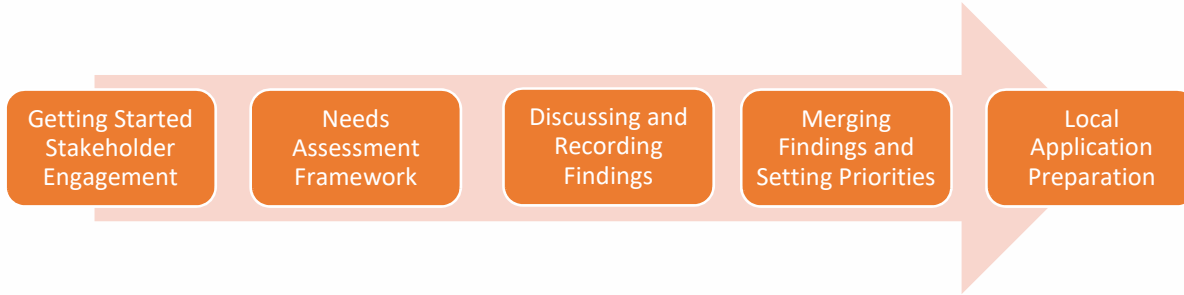 Getting Started
Stakeholder
Engagement
Needs
Assessment
Framework
Discussing and
Recording
Findings
Merging
Findings and
Setting Priorities
Local
Application
Preparation